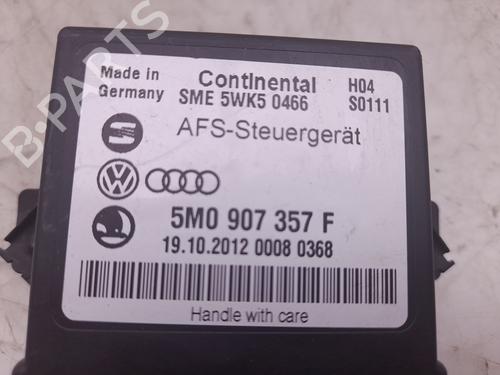 Made in
Germany
Continental
SME 5WK5 0466
H04
S0111
AFS-Steuergerät
5M0 907 357 F
19.10.2012 0008 0368
Handle with care
B-PARTS